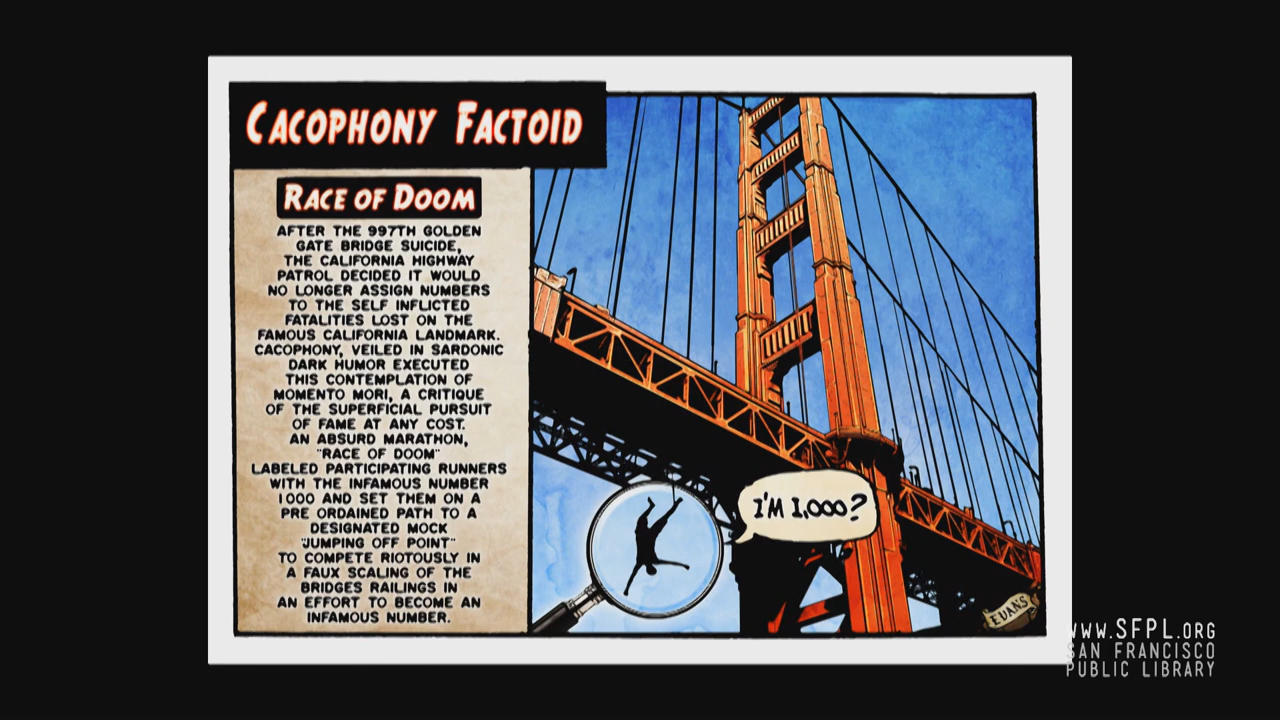 CACOPHONY FACTOID
RACE OF DOOM
AFTER THE 997TH GOLDEN
GATE BRIDGE SUICIDE,
THE CALIFORNIA HIGHWAY
PATROL DECIDED IT WOULD
NO LONGER ASSIGN NUMBERS
TO THE SELF INFLICTED
FATALITIES LOST ON THE
FAMOUS CALIFORNIA LANDMARK.
CACOPHONY, VEILED IN SARDONIC
DARK HUMOR EXECUTED
THIS CONTEMPLATION OF
MOMENTO MORI, A CRITIQUE
OF THE SUPERFICIAL PURSUIT
OF FAME AT ANY COST.
AN ABSURD MARATHON,
"RACE OF DOOM"
LABELED PARTICIPATING RUNNERS
WITH THE INFAMOUS NUMBER
1000 AND SET THEM ON A
PRE ORDAINED PATH TO A
DESIGNATED MOCK
"JUMPING OFF POINT"
TO COMPETE RIOTOUSLY IN
A FAUX SCALING OF THE
BRIDGES RAILINGS IN
AN EFFORT TO BECOME AN
INFAMOUS NUMBER.
I'M 1,000?
EVANS
WWW.SFPL.ORG
SAN FRANCISCO
PUBLIC LIBRARY